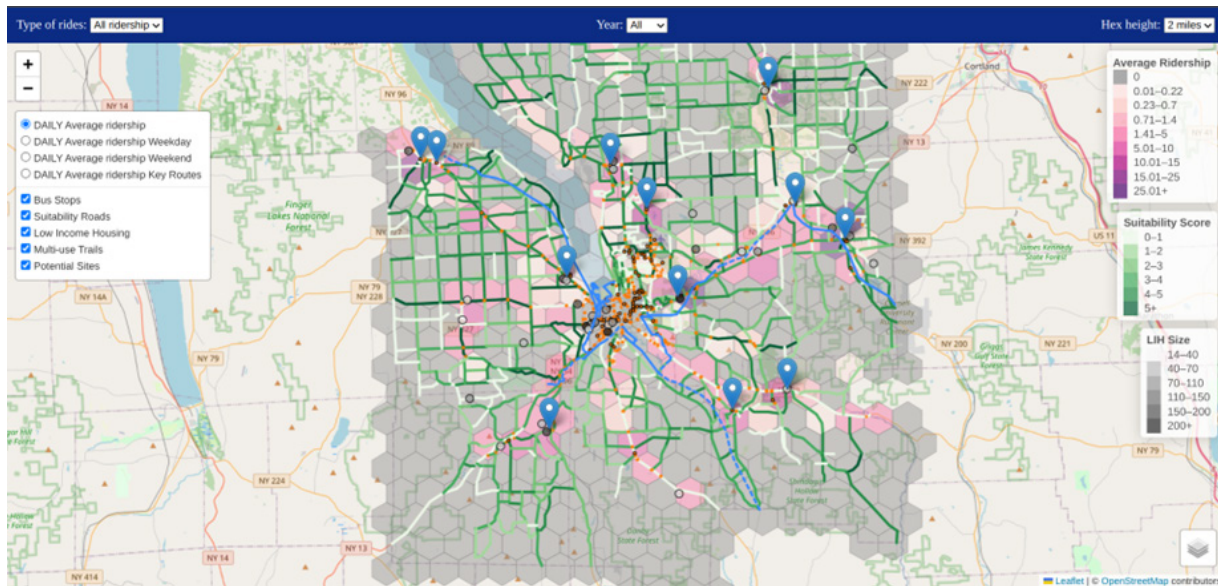 Type of rides: All ridership
Year: All
Hex height: 2 miles
+
−
DAILY Average ridership
DAILY Average ridership Weekday
DAILY Average ridership Weekend
DAILY Average ridership Key Routes
Bus Stops
Suitability Roads
Low Income Housing
Multi-use Trails
Potential Sites
Average Ridership
0
0.01–0.22
0.23–0.7
0.71–1.4
1.41–5
5.01–10
10.01–15
15.01–25
25.01+
Suitability Score
0–1
1–2
2–3
3–4
4–5
5+
LIH Size
14–40
40–70
70–110
110–150
150–200
200+
Cortland
NY 222
NY 14
NY 96
NY 13
Finger
Lakes National
Forest
NY 392
US 11
James Kennedy
State Forest
NY 79
NY 228
NY 14A
NY 79
NY 200
NY 221
NY 79
NY 224
NY 13
NY 14
NY 414
State Forest
Leaflet | © OpenStreetMap contributor